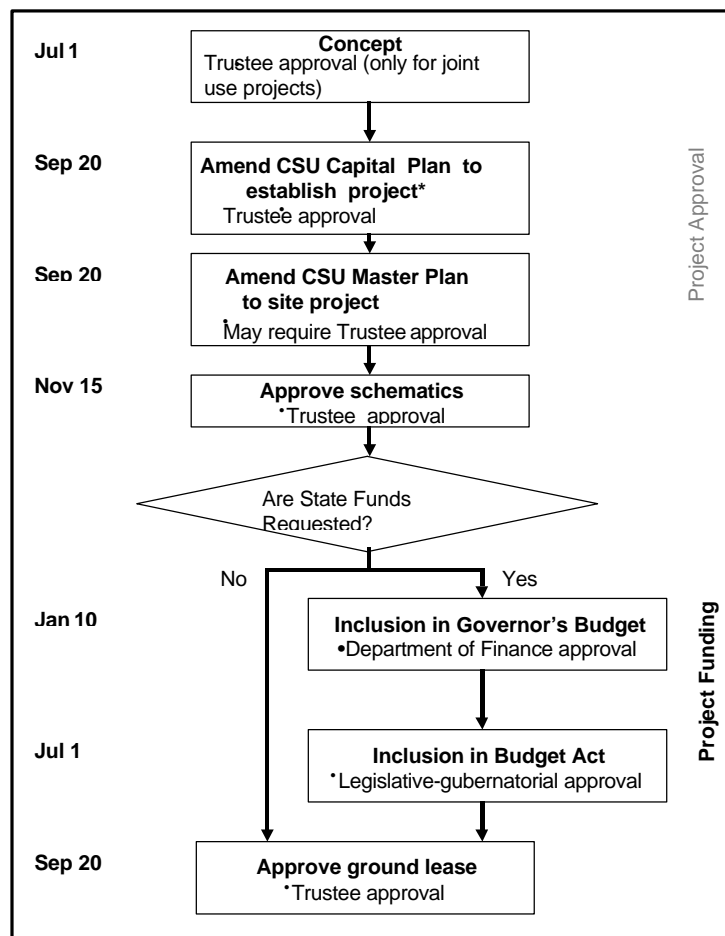 Jul 1
Concept
Trustee approval (only for joint
use projects)
Sep 20
Amend CSU Capital Plan to
establish project*
Trustee approval
Sep 20
Amend CSU Master Plan
to site project
•May require Trustee approval
Project Approval
Nov 15
Approve schematics
•Trustee approval
Are State Funds
Requested?
No
Yes
Jan 10
Inclusion in Governor's Budget
•Department of Finance approval
Jul 1
Inclusion in Budget Act
•Legislative-gubernatorial approval
Project Funding
Sep 20
Approve ground lease
•Trustee approval